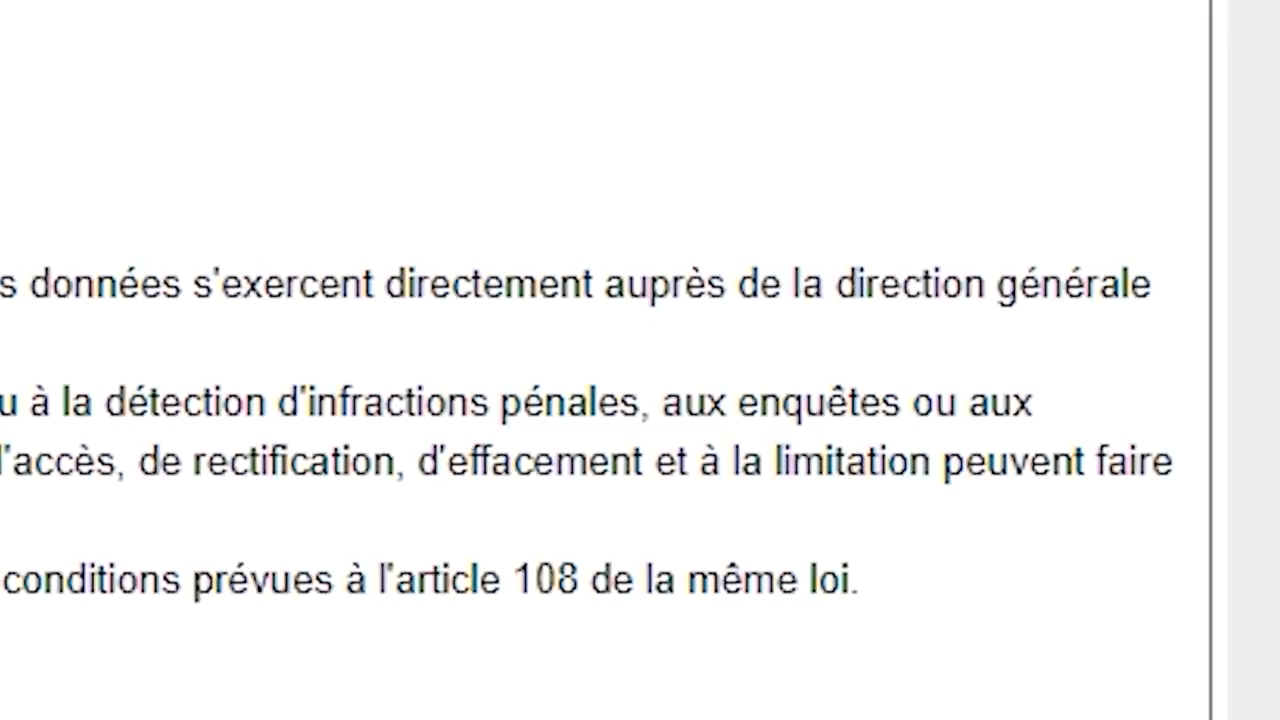 s données s'exercent directement auprès de la direction générale
u à la détection d'infractions pénales, aux enquêtes ou aux
l'accès, de rectification, d'effacement et à la limitation peuvent faire
conditions prévues à l'article 108 de la même loi.